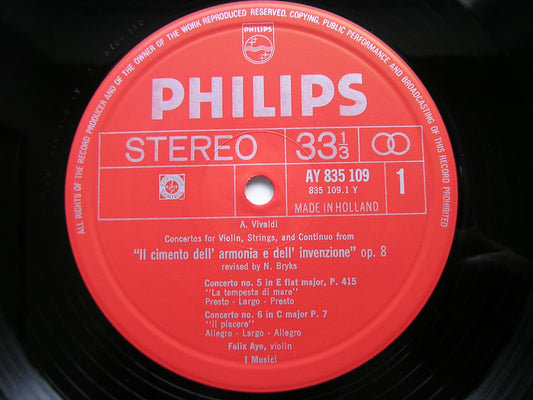 ALL RIGHTS OF THE RECORD PRODUCER AND OF THE OWNER OF THE WORK REPRODUCED RESERVED. COPYING, PUBLIC PERFORMANCE AND BROADCASTING OF THIS RECORD PROHIBITED
PHILIPS
PHILIPS
STEREO
33⅓
AY 835 109
835 109.1 Y
1
MADE IN HOLLAND
A. Vivaldi
Concertos for Violin, Strings, and Continuo from
"Il cimento dell' armonia e dell' invenzione" op. 8
revised by N. Bryks
Concerto no. 5 in E flat major, P. 415
"La tempesta di mare"
Presto - Largo - Presto
Concerto no. 6 in C major P. 7
"Il piacere"
Allegro - Largo - Allegro
Felix Ayo, violin
I Musici